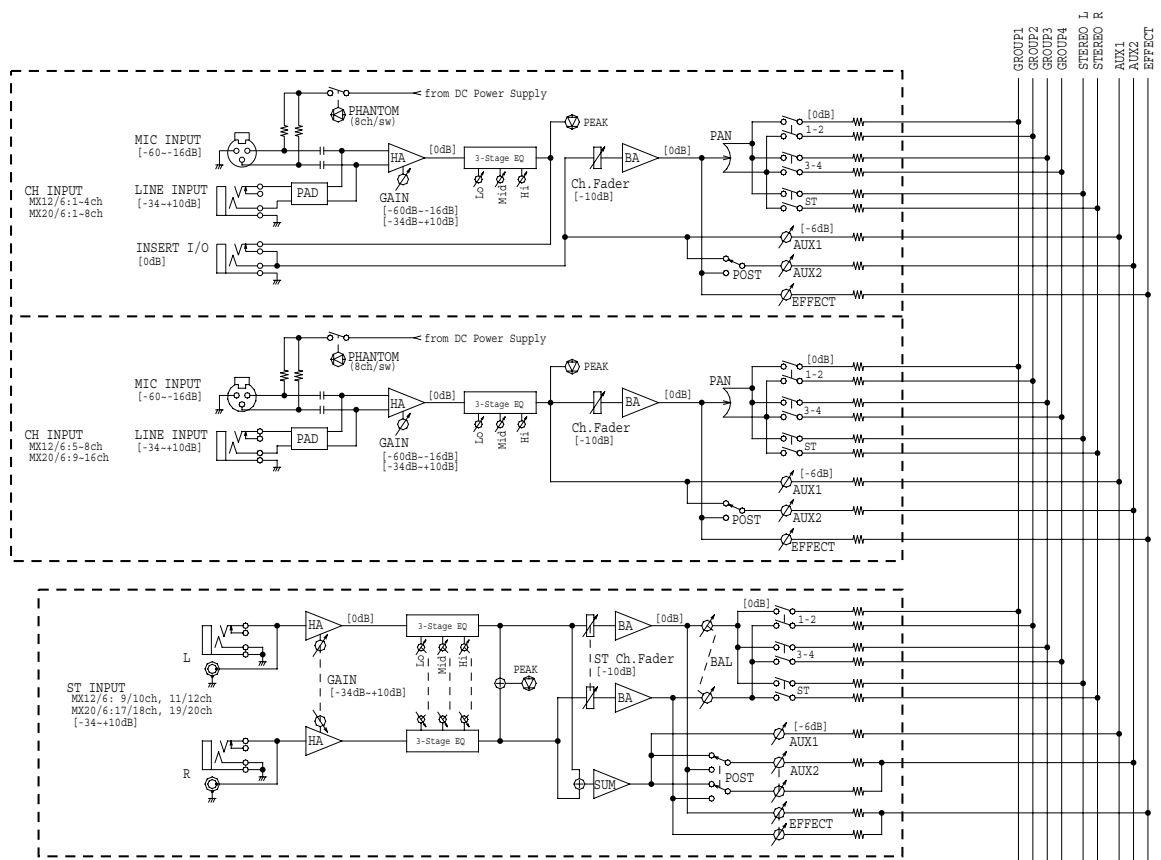 GROUP1
GROUP2
GROUP3
GROUP4
STEREO L
STEREO R
AUX1
AUX2
EFFECT
from DC Power Supply
PHANTOM
(8ch/sw)
MIC INPUT
[-60~-16dB]
CH INPUT
MX12/6:1~4ch
MX20/6:1~8ch
LINE INPUT
[-34~+10dB]
PAD
INSERT I/O
[0dB]
HA
[0dB]
GAIN
[-60dB~-16dB]
[-34dB~+10dB]
3-Stage EQ
Lo
Mid
Hi
PEAK
Ch.Fader
[-10dB]
BA
[0dB]
PAN
[0dB]
1-2
3-4
ST
[-6dB]
AUX1
POST
AUX2
EFFECT
from DC Power Supply
PHANTOM
(8ch/sw)
MIC INPUT
[-60~-16dB]
CH INPUT
MX12/6:5~8ch
MX20/6:9~16ch
LINE INPUT
[-34~+10dB]
PAD
HA
[0dB]
GAIN
[-60dB~-16dB]
[-34dB~+10dB]
3-Stage EQ
Lo
Mid
Hi
PEAK
Ch.Fader
[-10dB]
BA
[0dB]
PAN
[0dB]
1-2
3-4
ST
[-6dB]
AUX1
POST
AUX2
EFFECT
L
ST INPUT
MX12/6: 9/10ch, 11/12ch
MX20/6:17/18ch, 19/20ch
[-34~+10dB]
R
HA
[0dB]
GAIN
[-34dB~+10dB]
HA
3-Stage EQ
Lo
Mid
Hi
3-Stage EQ
PEAK
BA
[0dB]
ST Ch.Fader
[-10dB]
BA
BAL
SUM
[0dB]
1-2
3-4
ST
[-6dB]
AUX1
POST
AUX2
EFFECT